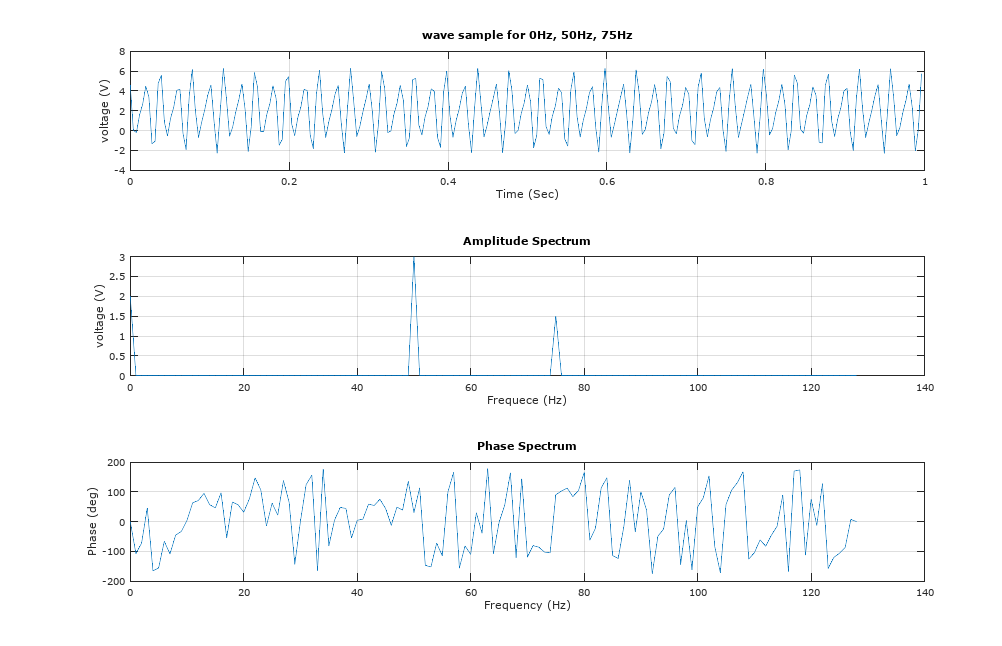 wave sample for 0Hz, 50Hz, 75Hz
8
6
4
2
0
-2
-4
voltage (V)
0 0.2 0.4 0.6 0.8 1
Time (Sec)
Amplitude Spectrum
3
2.5
2
1.5
1
0.5
0
voltage (V)
0 20 40 60 80 100 120 140
Frequece (Hz)
Phase Spectrum
200
100
0
-100
-200
Phase (deg)
0 20 40 60 80 100 120 140
Frequency (Hz)